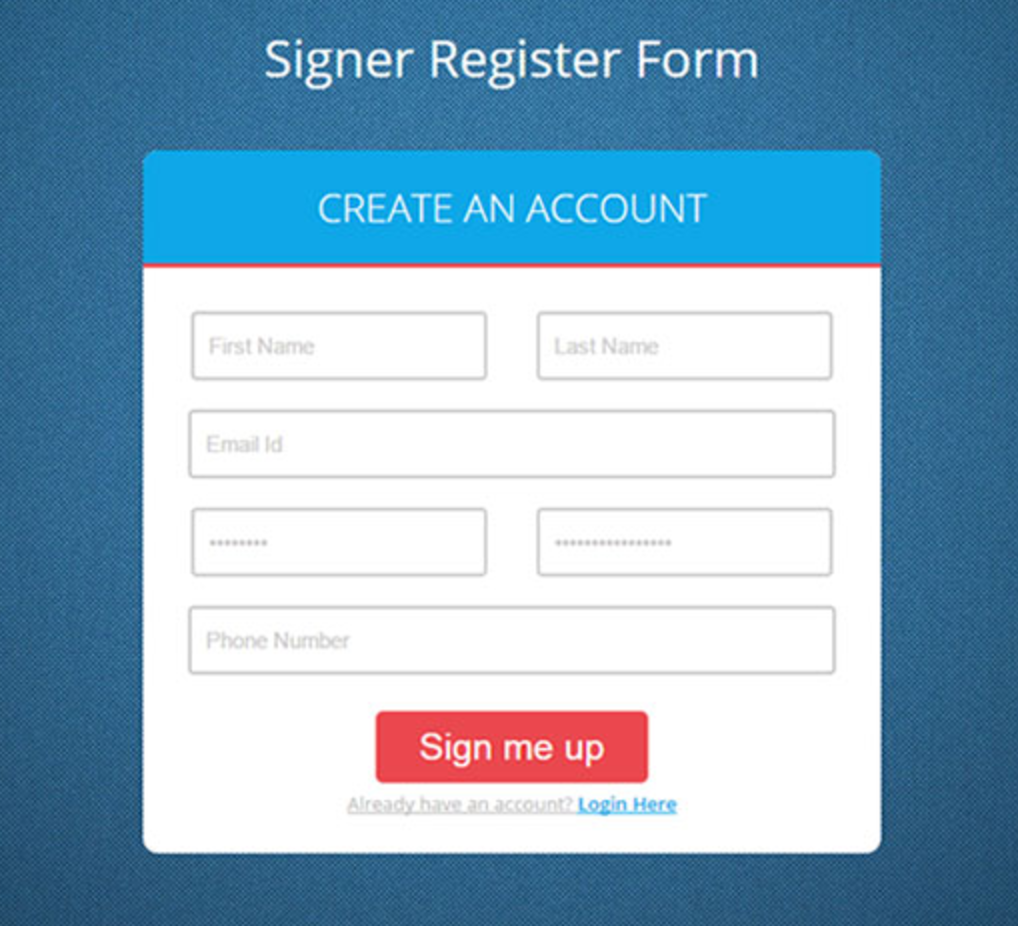 Signer Register Form
CREATE AN ACCOUNT
First Name
Last Name
Email Id
••••••••
••••••••••••••••
Phone Number
Sign me up
Already have an account? Login Here